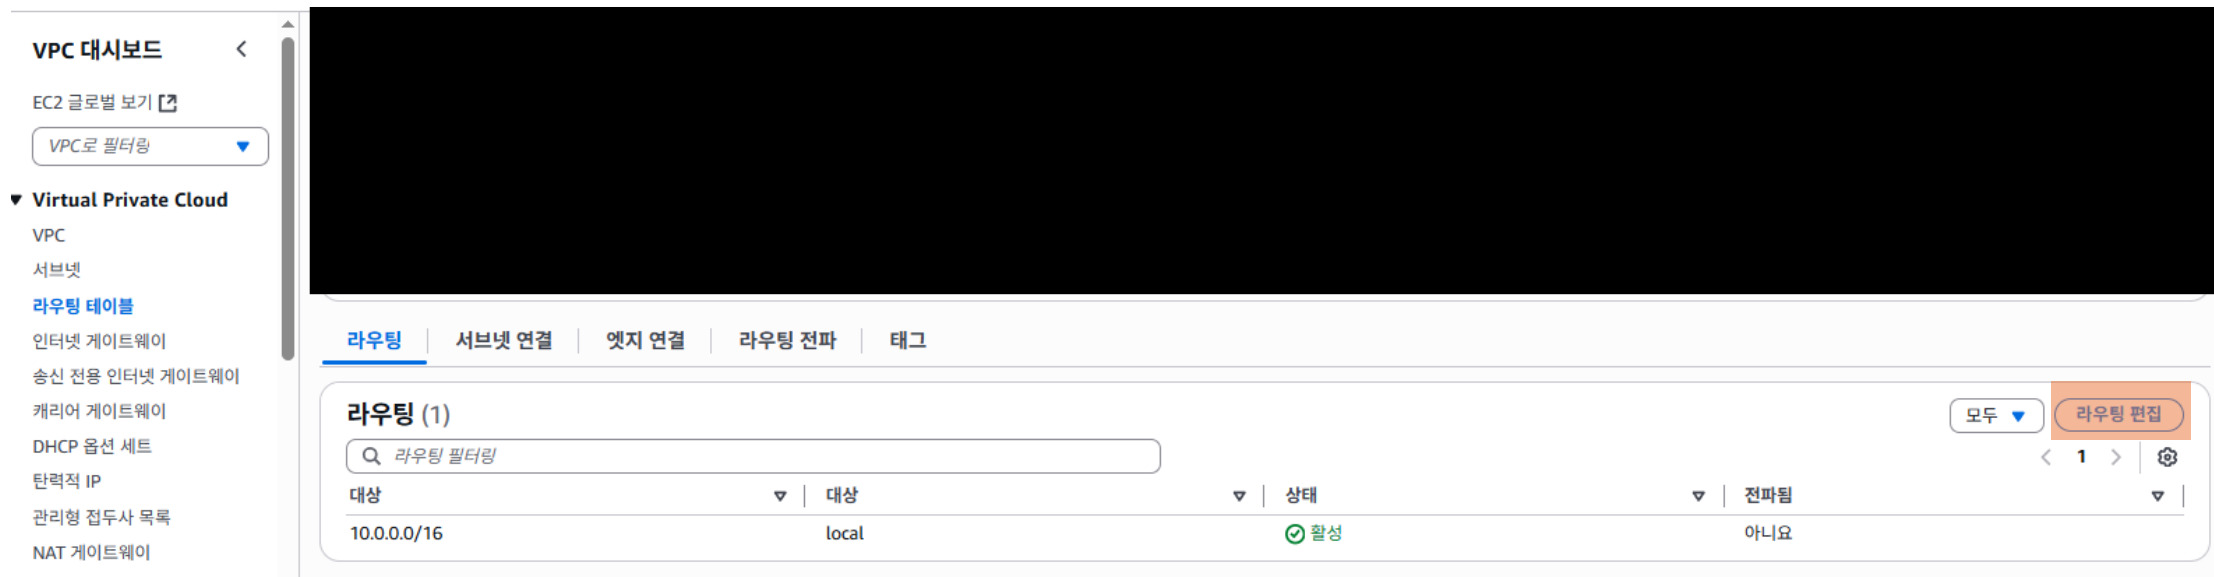 VPC 대시보드
EC2 글로벌 보기
VPC로 필터링
Virtual Private Cloud
VPC
서브넷
라우팅 테이블
인터넷 게이트웨이
송신 전용 인터넷 게이트웨이
캐리어 게이트웨이
DHCP 옵션 세트
탄력적 IP
관리형 접두사 목록
NAT 게이트웨이
라우팅 서브넷 연결 엣지 연결 라우팅 전파 태그
라우팅 (1) 모두 라우팅 편집
라우팅 필터링 1
대상 대상 상태 전파됨
10.0.0.0/16 local 활성 아니요